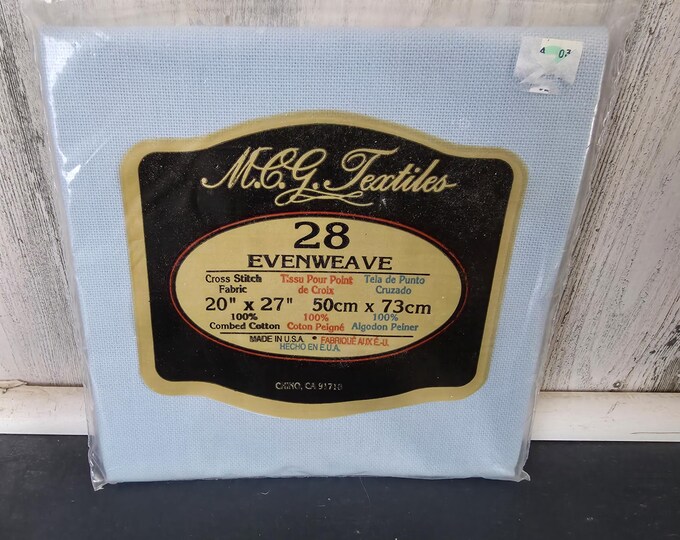 M.C.G. Textiles
28
EVENWEAVE
Cross Stitch Tissu Pour Point Tela de Punto
Fabric de Croix Cruzado
20" x 27" 50cm x 73cm
100% 100% 100%
Combed Cotton Coton Peigné Algodon Peiner
MADE IN U.S.A. • FABRIQUÉ AUX É.-U.
HECHO EN E.U.A.
CHINO, CA 91710